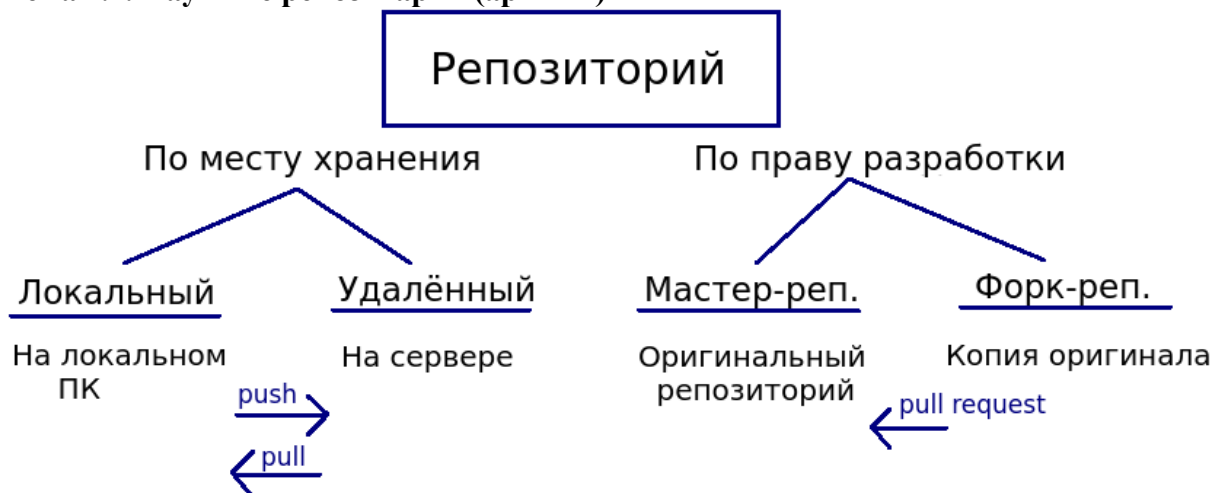 Репозиторий
По месту хранения
По праву разработки
Локальный
Удалённый
Мастер-реп.
Форк-реп.
На локальном
ПК
На сервере
Оригинальный
репозиторий
Копия оригинала
push
pull
pull request